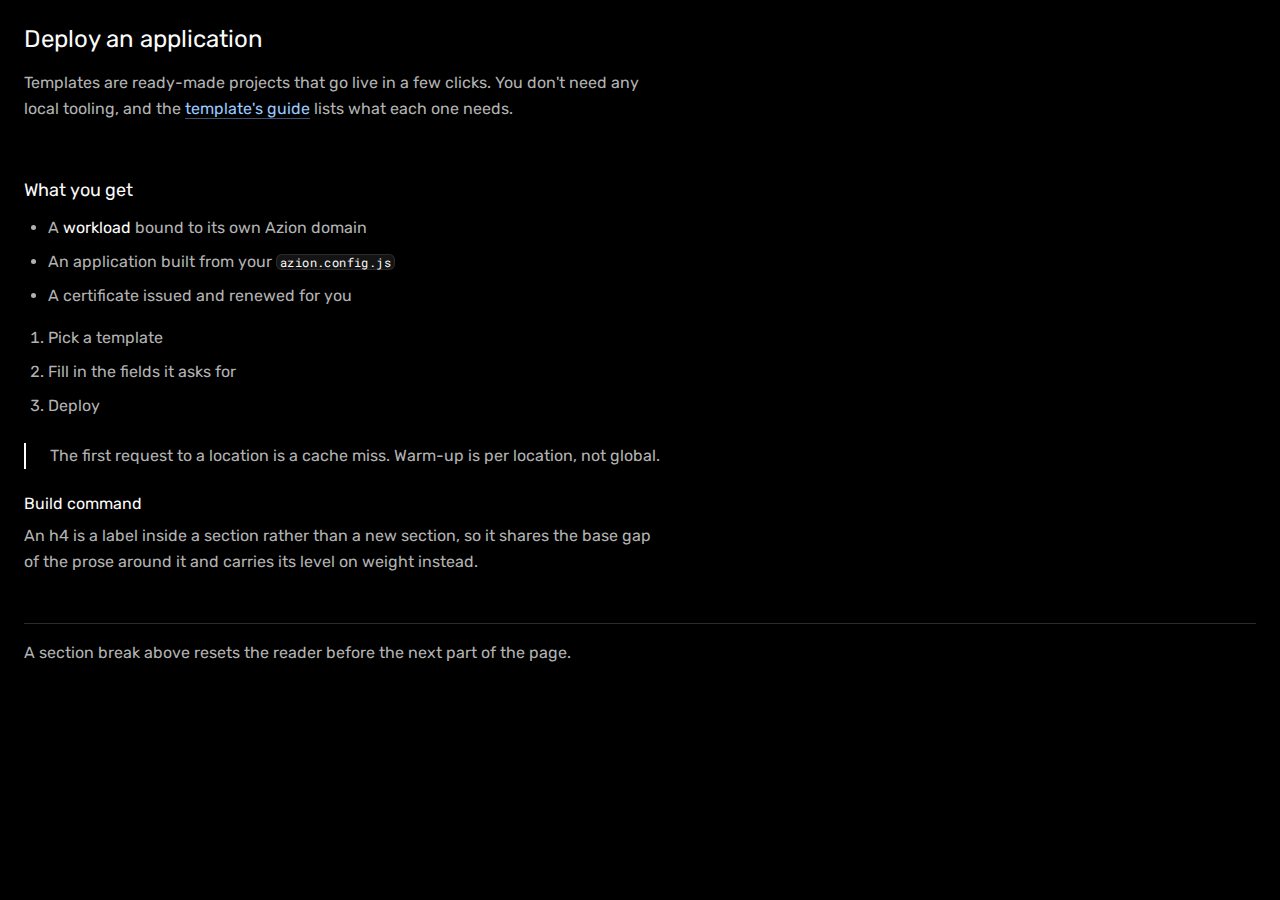 Deploy an application
Templates are ready-made projects that go live in a few clicks. You don't need any
local tooling, and the template's guide lists what each one needs.
What you get
• A workload bound to its own Azion domain
• An application built from your azion.config.js
• A certificate issued and renewed for you
1. Pick a template
2. Fill in the fields it asks for
3. Deploy
The first request to a location is a cache miss. Warm-up is per location, not global.
Build command
An h4 is a label inside a section rather than a new section, so it shares the base gap
of the prose around it and carries its level on weight instead.
A section break above resets the reader before the next part of the page.